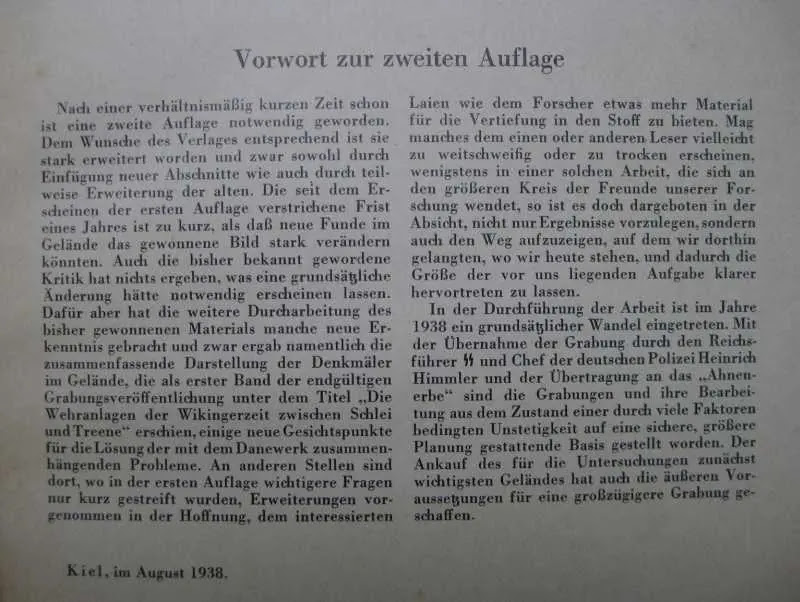 Vorwort zur zweiten Auflage
Nach einer verhältnismäßig kurzen Zeit schon
ist eine zweite Auflage notwendig geworden.
Dem Wunsche des Verlages entsprechend ist sie
stark erweitert worden und zwar sowohl durch
Einfügung neuer Abschnitte wie auch durch teil-
weise Erweiterung der alten. Die seit dem Er-
scheinen der ersten Auflage verstrichene Frist
eines Jahres ist zu kurz, als daß neue Funde im
Gelände das gewonnene Bild stark verändern
könnten. Auch die bisher bekannt gewordene
Kritik hat nichts ergeben, was eine grundsätzliche
Änderung hätte notwendig erscheinen lassen.
Dafür aber hat die weitere Durcharbeitung des
bisher gewonnenen Materials manche neue Er-
kenntnis gebracht und zwar ergab namentlich die
zusammenfassende Darstellung der Denkmäler
im Gelände, die als erster Band der endgültigen
Grabungsveröffentlichung unter dem Titel „Die
Wehranlagen der Wikingerzeit zwischen Schlei
und Treene“ erschien, einige neue Gesichtspunkte
für die Lösung der mit dem Danewerk zusammen-
hängenden Probleme. An anderen Stellen sind
dort, wo in der ersten Auflage wichtigere Fragen
nur kurz gestreift wurden, Erweiterungen vor-
genommen in der Hoffnung, dem interessierten
Laien wie dem Forscher etwas mehr Material
für die Vertiefung in den Stoff zu bieten. Mag
manches dem einen oder anderen Leser vielleicht
zu weitschweifig oder zu trocken erscheinen,
wenigstens in einer solchen Arbeit, die sich an
den größeren Kreis der Freunde unserer For-
schung wendet, so ist es doch dargeboten in der
Absicht, nicht nur Ergebnisse vorzulegen, sondern
auch den Weg aufzuzeigen, auf dem wir dorthin
gelangten, wo wir heute stehen, und dadurch die
Größe der vor uns liegenden Aufgabe klarer
hervortreten zu lassen.
In der Durchführung der Arbeit ist im Jahre
1938 ein grundsätzlicher Wandel eingetreten. Mit
der Übernahme der Grabung durch den Reichs-
führer ᛋᛋ und Chef der deutschen Polizei Heinrich
Himmler und der Übertragung an das „Ahnen-
erbe“ sind die Grabungen und ihre Bearbei-
tung aus dem Zustand einer durch viele Faktoren
bedingten Unstetigkeit auf eine sichere, größere
Planung gestattende Basis gestellt worden. Der
Ankauf des für die Untersuchungen zunächst
wichtigsten Geländes hat auch die äußeren Vor-
aussetzungen für eine großzügigere Grabung ge-
schaffen.
Kiel, im August 1938.